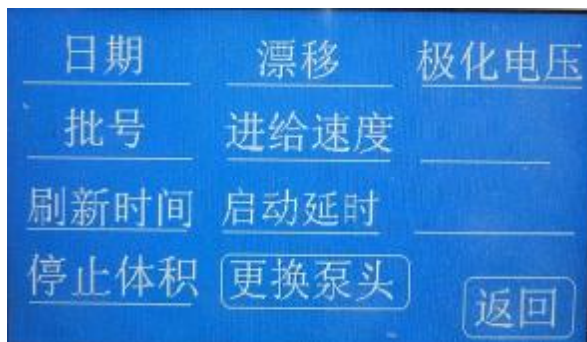 日期 漂移 极化电压
批号 进给速度
刷新时间 启动延时
停止体积 更换泵头 返回